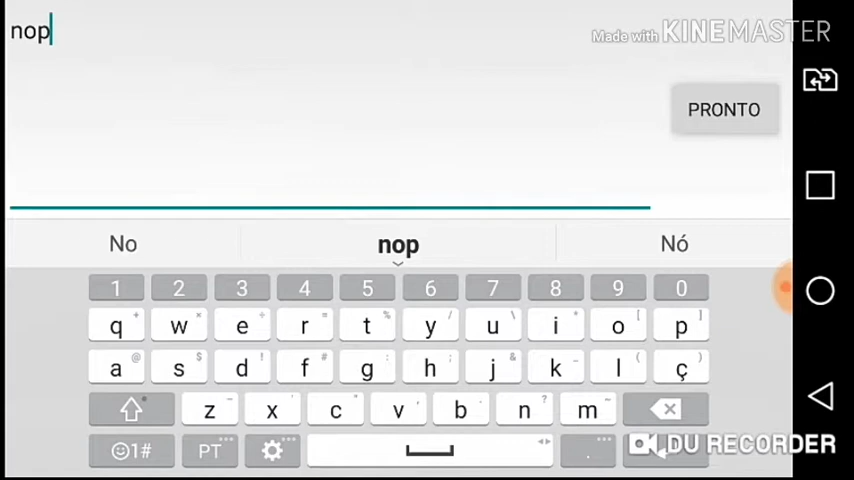 nop
Made with KINEMASTER
PRONTO
No nop Nó
1 2 3 4 5 6 7 8 9 0
q + w × e ÷ r = t % y / u \ i * o [ p ]
a @ s $ d ! f # g : h ; j & k _ l ( ç )
z - x ' c " v , b . n ? m ~
1# PT .
DU RECORDER